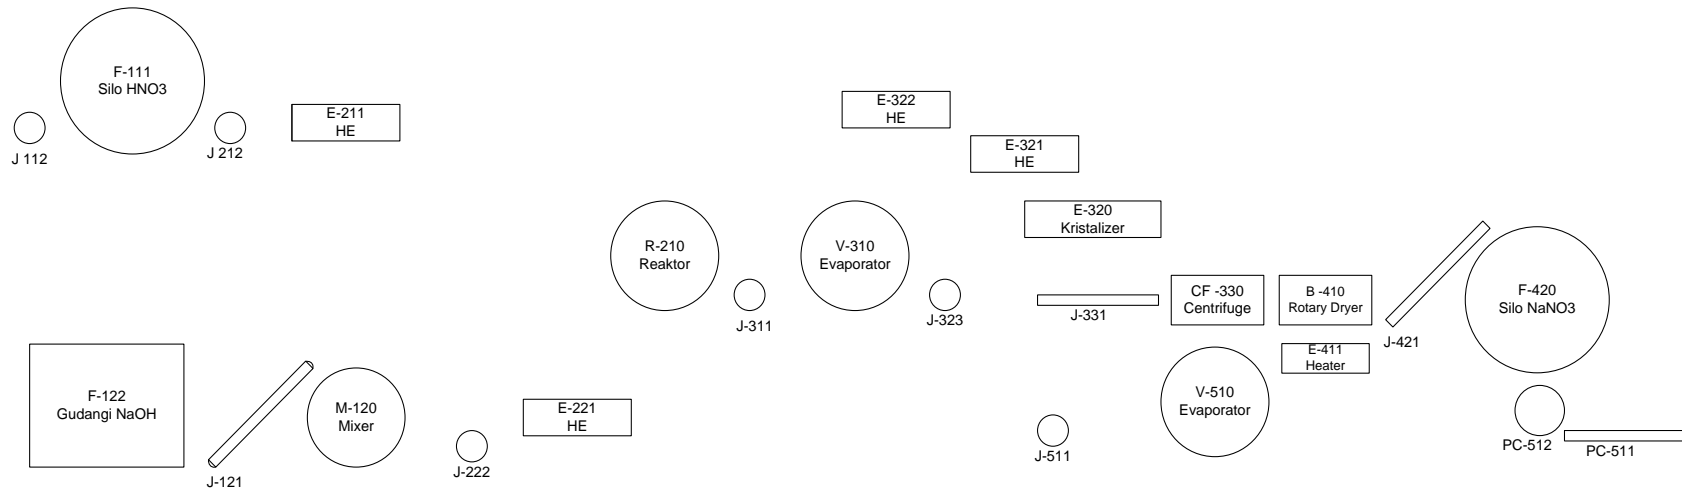 F-111
Silo HNO3
J 112
J 212
E-211
HE
E-322
HE
E-321
HE
E-320
Kristalizer
R-210
Reaktor
J-311
V-310
Evaporator
J-323
J-331
CF -330
Centrifuge
B -410
Rotary Dryer
J-421
F-420
Silo NaNO3
E-411
Heater
F-122
Gudangi NaOH
J-121
M-120
Mixer
J-222
E-221
HE
J-511
V-510
Evaporator
PC-512
PC-511